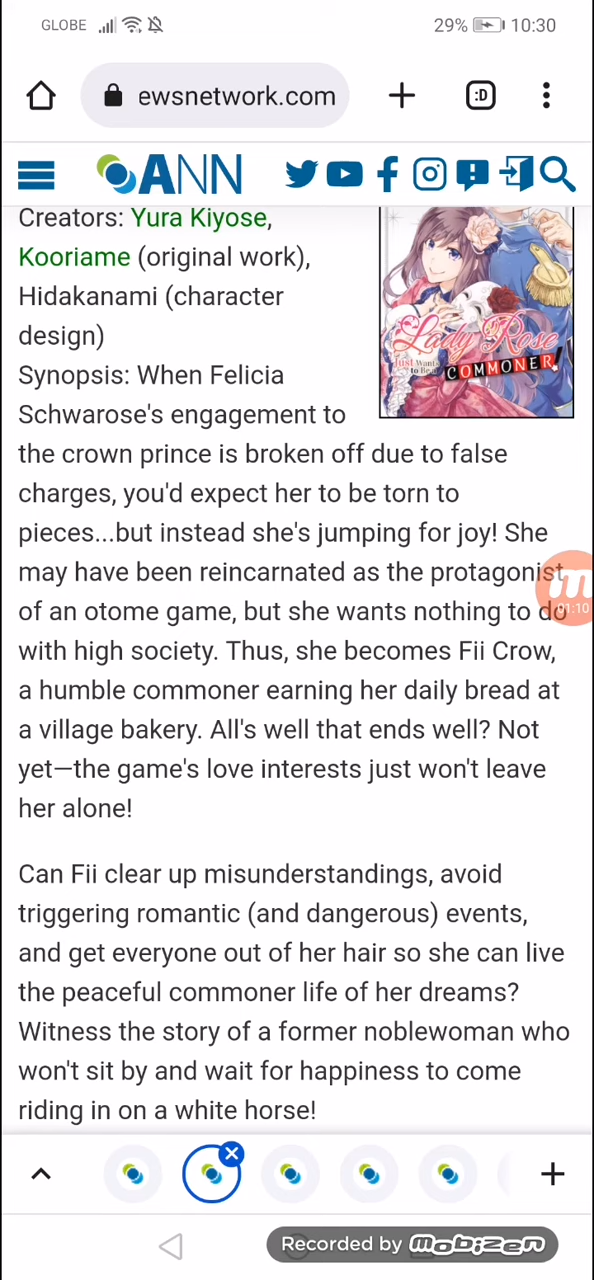 GLOBE
29% 10:30
ewsnetwork.com
:D
ANN
Creators: Yura Kiyose,
Kooriame (original work),
Hidakanami (character
design)
Lady Rose
Just Wants
to Be a
COMMONER!
Synopsis: When Felicia
Schwarose's engagement to
the crown prince is broken off due to false
charges, you'd expect her to be torn to
pieces...but instead she's jumping for joy! She
may have been reincarnated as the protagonist
01:10
of an otome game, but she wants nothing to do
with high society. Thus, she becomes Fii Crow,
a humble commoner earning her daily bread at
a village bakery. All's well that ends well? Not
yet—the game's love interests just won't leave
her alone!
Can Fii clear up misunderstandings, avoid
triggering romantic (and dangerous) events,
and get everyone out of her hair so she can live
the peaceful commoner life of her dreams?
Witness the story of a former noblewoman who
won't sit by and wait for happiness to come
riding in on a white horse!
Recorded by mobizen